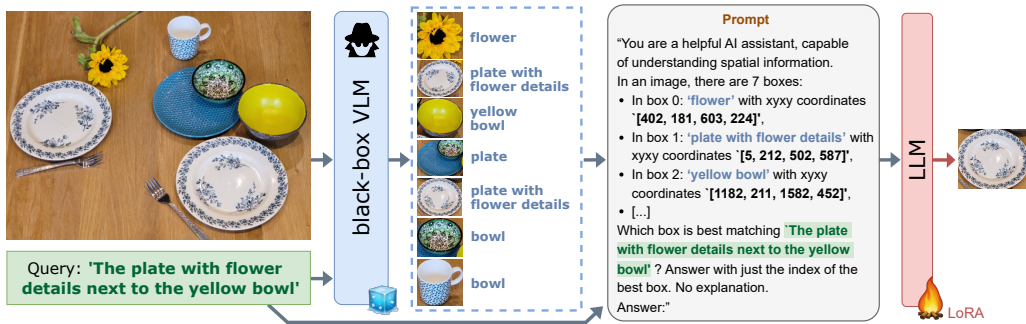 Query: 'The plate with flower
details next to the yellow bowl'
black-box VLM
flower
plate with
flower details
yellow
bowl
plate
plate with
flower details
bowl
bowl
Prompt
“You are a helpful AI assistant, capable
of understanding spatial information.
In an image, there are 7 boxes:
• In box 0: ‘flower’ with xyxy coordinates
`[402, 181, 603, 224]',
• In box 1: ‘plate with flower details’ with
xyxy coordinates `[5, 212, 502, 587]',
• In box 2: ‘yellow bowl’ with xyxy
coordinates `[1182, 211, 1582, 452]',
• [...]
Which box is best matching `The plate
with flower details next to the yellow
bowl' ? Answer with just the index of the
best box. No explanation.
Answer:”
LLM
LoRA